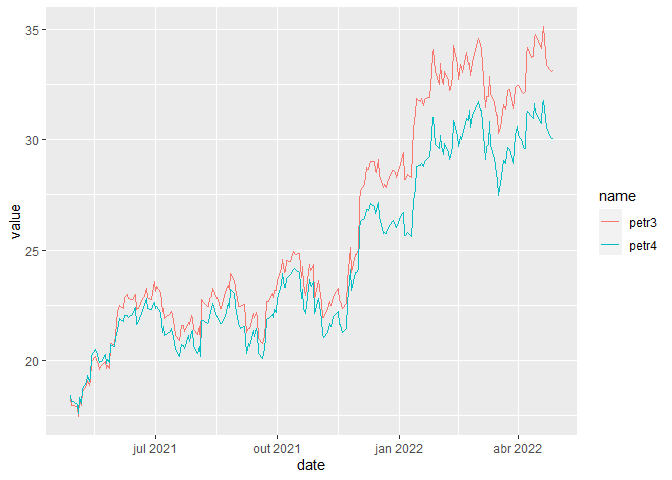 35
30
25
20
value
jul 2021
out 2021
jan 2022
abr 2022
date
name
petr3
petr4